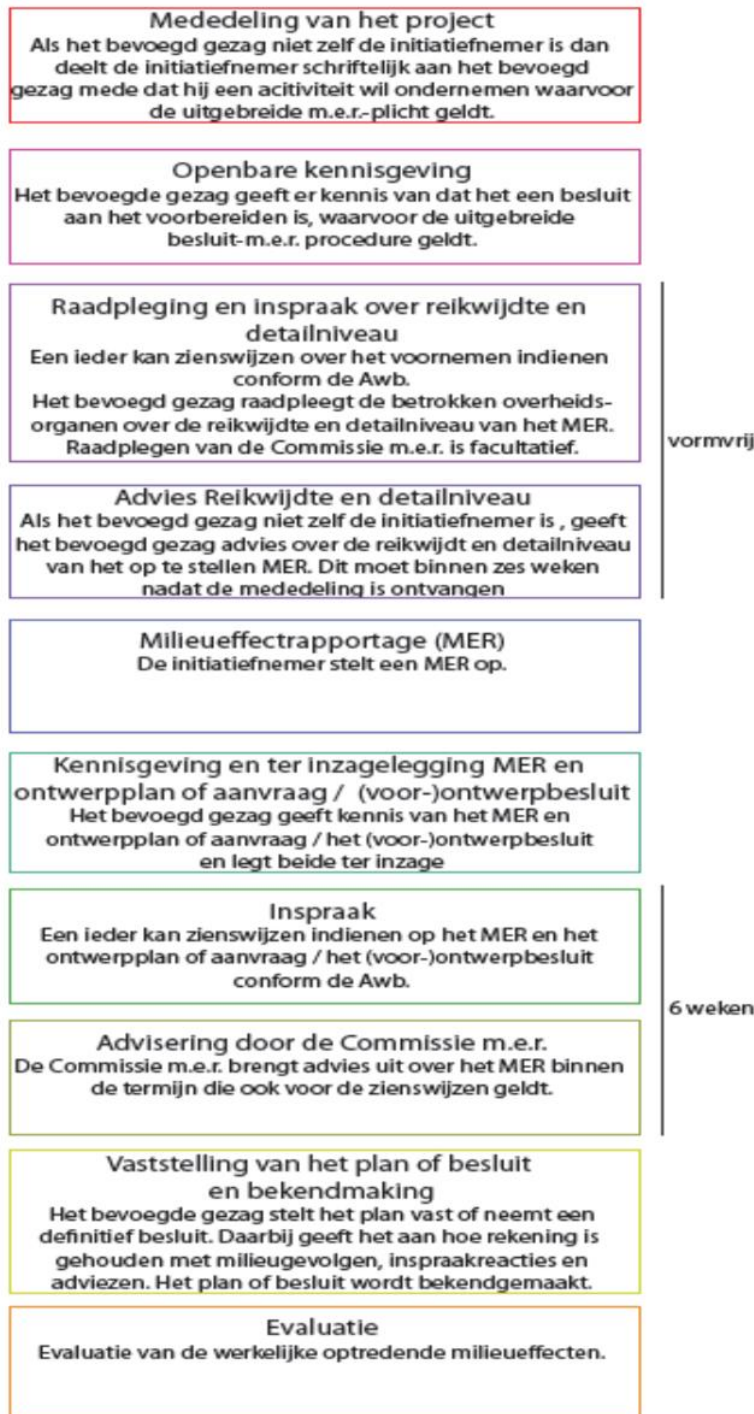 Mededeling van het project
Als het bevoegd gezag niet zelf de initiatiefnemer is dan
deelt de initiatiefnemer schriftelijk aan het bevoegd
gezag mede dat hij een acitiviteit wil ondernemen waarvoor
de uitgebreide m.e.r.-plicht geldt.
Openbare kennisgeving
Het bevoegde gezag geeft er kennis van dat het een besluit
aan het voorbereiden is, waarvoor de uitgebreide
besluit-m.e.r. procedure geldt.
Raadpleging en inspraak over reikwijdte en
detailniveau
Een ieder kan zienswijzen over het voornemen indienen
conform de Awb.
Het bevoegd gezag raadpleegt de betrokken overheids-
organen over de reikwijdte en detailniveau van het MER.
Raadplegen van de Commissie m.e.r. is facultatief.
vormvrij
Advies Reikwijdte en detailniveau
Als het bevoegd gezag niet zelf de initiatiefnemer is , geeft
het bevoegd gezag advies over de reikwijdt en detailniveau
van het op te stellen MER. Dit moet binnen zes weken
nadat de mededeling is ontvangen
Milieueffectrapportage (MER)
De initiatiefnemer stelt een MER op.
Kennisgeving en ter inzagelegging MER en
ontwerpplan of aanvraag / (voor-)ontwerpbesluit
Het bevoegd gezag geeft kennis van het MER en
ontwerpplan of aanvraag / het (voor-)ontwerpbesluit
en legt beide ter inzage
Inspraak
Een ieder kan zienswijzen indienen op het MER en het
ontwerpplan of aanvraag / het (voor-)ontwerpbesluit
conform de Awb.
6 weken
Advisering door de Commissie m.e.r.
De Commissie m.e.r. brengt advies uit over het MER binnen
de termijn die ook voor de zienswijzen geldt.
Vaststelling van het plan of besluit
en bekendmaking
Het bevoegde gezag stelt het plan vast of neemt een
definitief besluit. Daarbij geeft het aan hoe rekening is
gehouden met milieugevolgen, inspraakreacties en
adviezen. Het plan of besluit wordt bekendgemaakt.
Evaluatie
Evaluatie van de werkelijke optredende milieueffecten.